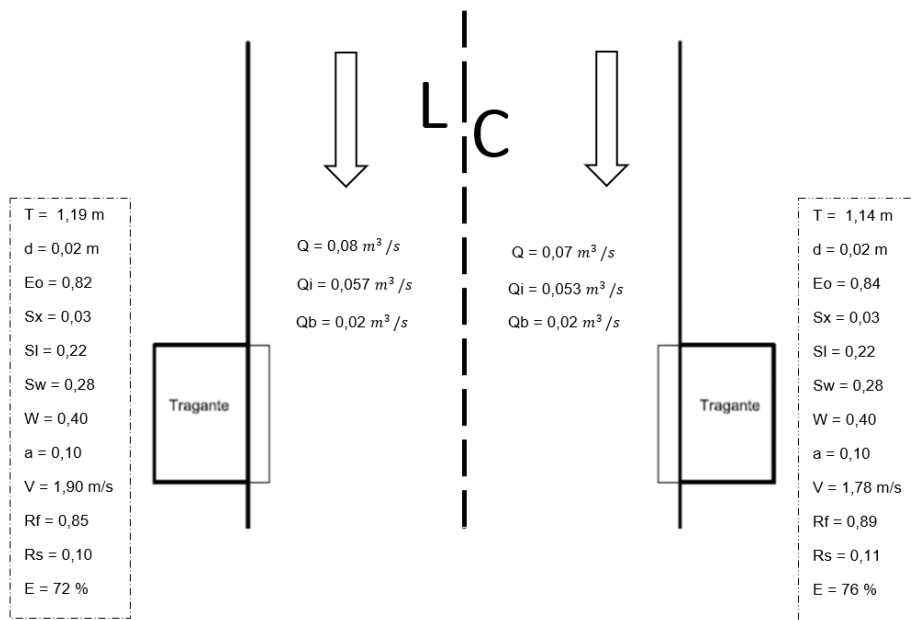 L
C
T = 1,19 m
d = 0,02 m
Eo = 0,82
Sx = 0,03
Sl = 0,22
Sw = 0,28
W = 0,40
a = 0,10
V = 1,90 m/s
Rf = 0,85
Rs = 0,10
E = 72 %
Q = 0,08 m³/s
Qi = 0,057 m³/s
Qb = 0,02 m³/s
Tragante
Q = 0,07 m³/s
Qi = 0,053 m³/s
Qb = 0,02 m³/s
Tragante
T = 1,14 m
d = 0,02 m
Eo = 0,84
Sx = 0,03
Sl = 0,22
Sw = 0,28
W = 0,40
a = 0,10
V = 1,78 m/s
Rf = 0,89
Rs = 0,11
E = 76 %